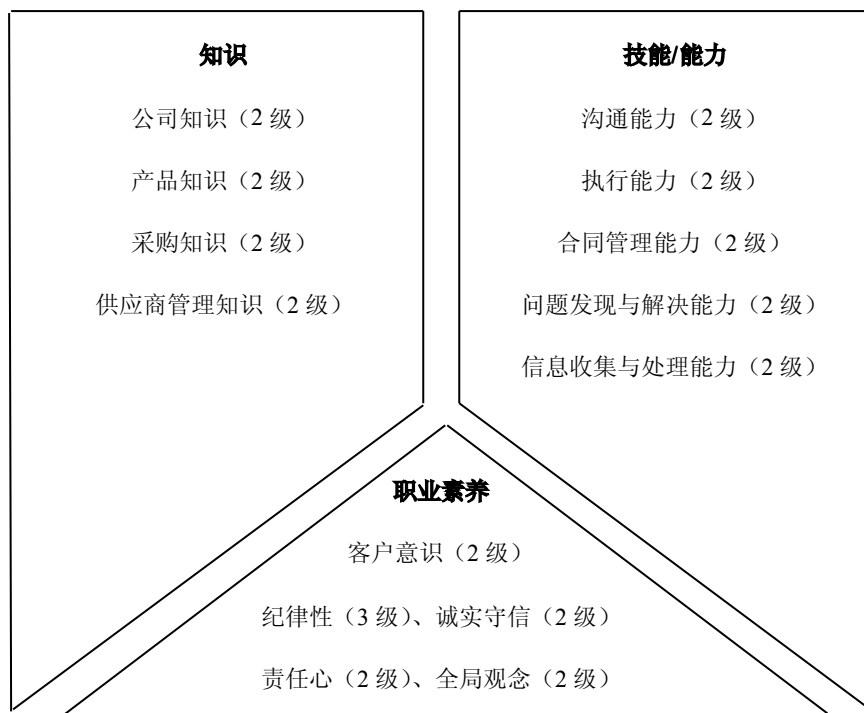 知识
公司知识（2 级）
产品知识（2 级）
采购知识（2 级）
供应商管理知识（2 级）
技能/能力
沟通能力（2 级）
执行能力（2 级）
合同管理能力（2 级）
问题发现与解决能力（2 级）
信息收集与处理能力（2 级）
职业素养
客户意识（2 级）
纪律性（3 级）、诚实守信（2 级）
责任心（2 级）、全局观念（2 级）